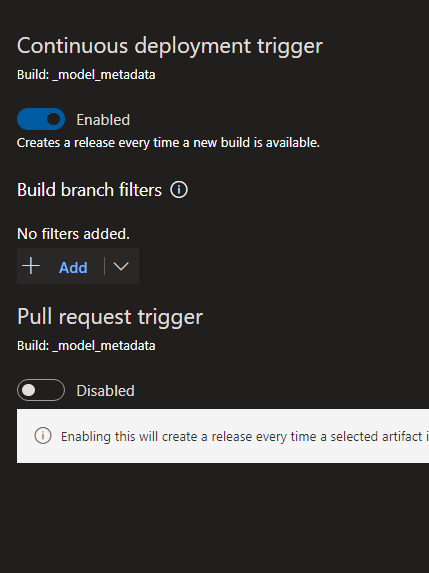 Continuous deployment trigger
Build: _model_metadata
Enabled
Creates a release every time a new build is available.
Build branch filters
No filters added.
Add
Pull request trigger
Build: _model_metadata
Disabled
Enabling this will create a release every time a selected artifact i